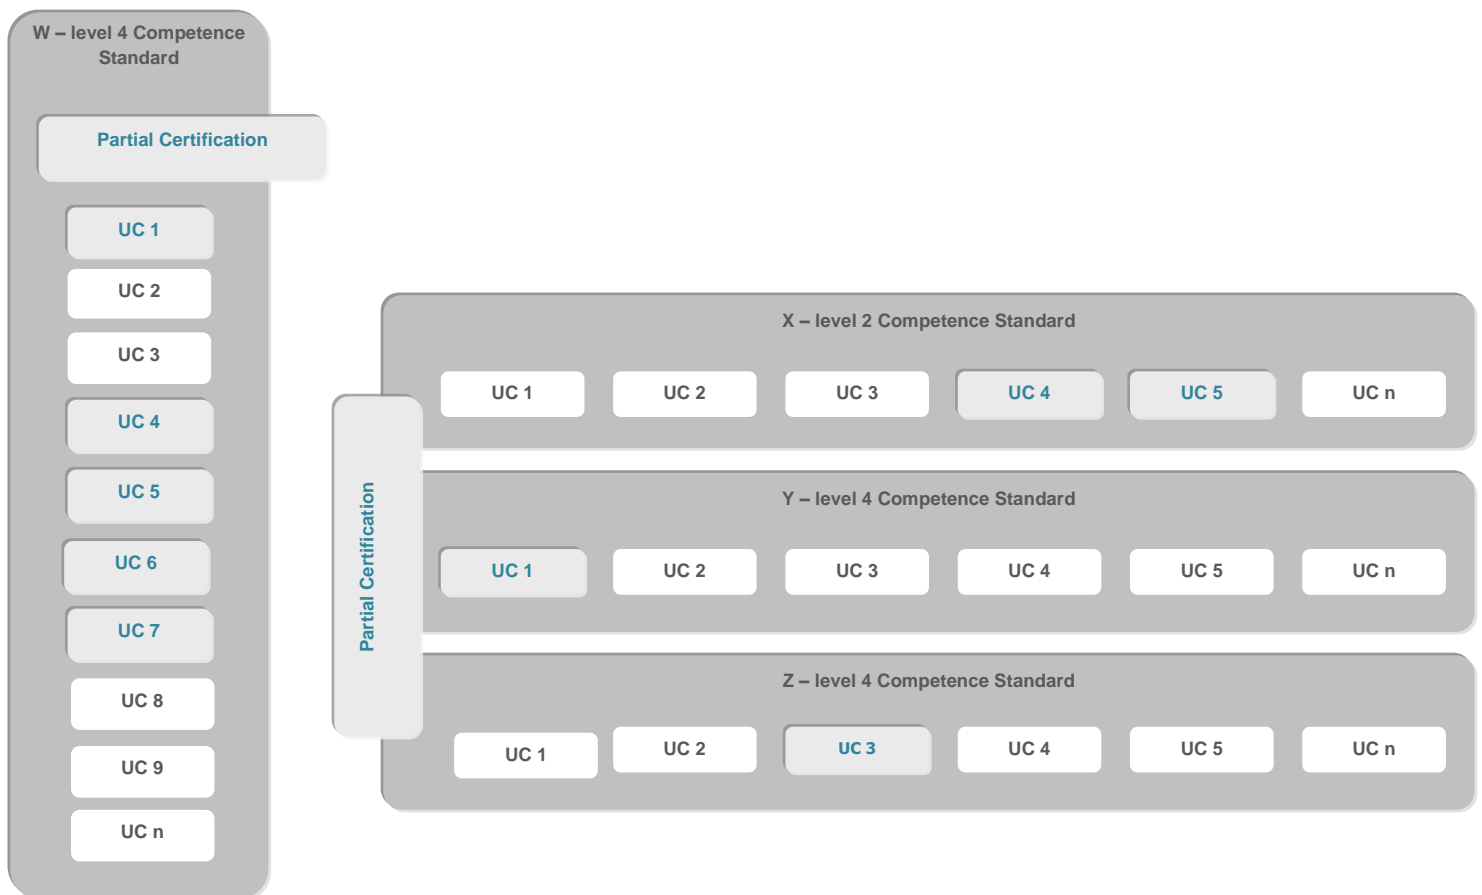 W – level 4 Competence
Standard
Partial Certification
UC 1
UC 2
UC 3
UC 4
UC 5
UC 6
UC 7
UC 8
UC 9
UC n
Partial Certification
X – level 2 Competence Standard
UC 1
UC 2
UC 3
UC 4
UC 5
UC n
Y – level 4 Competence Standard
UC 1
UC 2
UC 3
UC 4
UC 5
UC n
Z – level 4 Competence Standard
UC 1
UC 2
UC 3
UC 4
UC 5
UC n